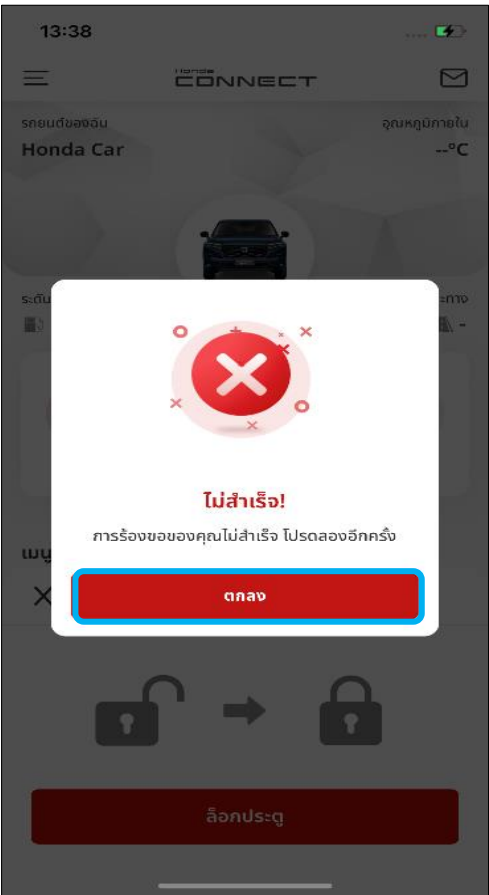 13:38
HONDA
CONNECT
รถยนต์ของฉัน
อุณหภูมิภายใน
Honda Car
--°C
ไม่สำเร็จ!
การร้องขอของคุณไม่สำเร็จ โปรดลองอีกครั้ง
ตกลง
ล็อกประตู